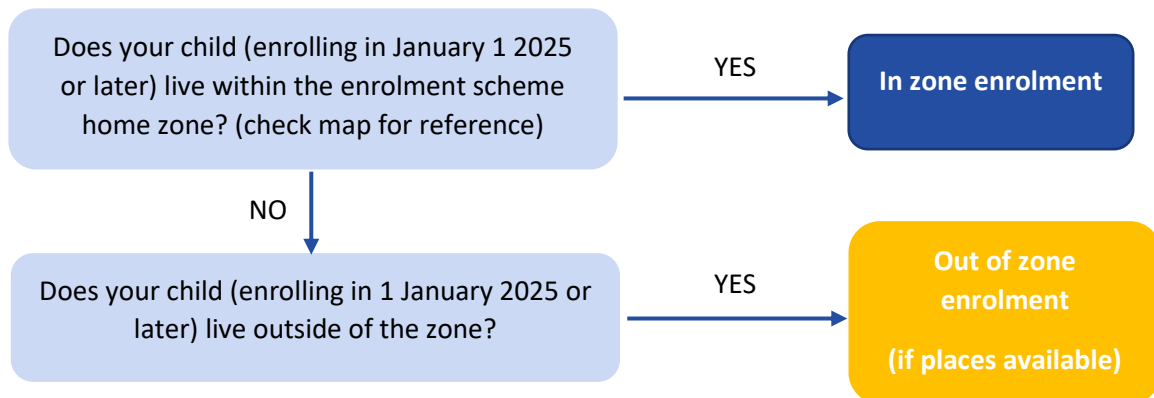 Does your child (enrolling in January 1 2025
or later) live within the enrolment scheme
home zone? (check map for reference)
YES
In zone enrolment
NO
Does your child (enrolling in 1 January 2025 or
later) live outside of the zone?
YES
Out of zone
enrolment
(if places available)